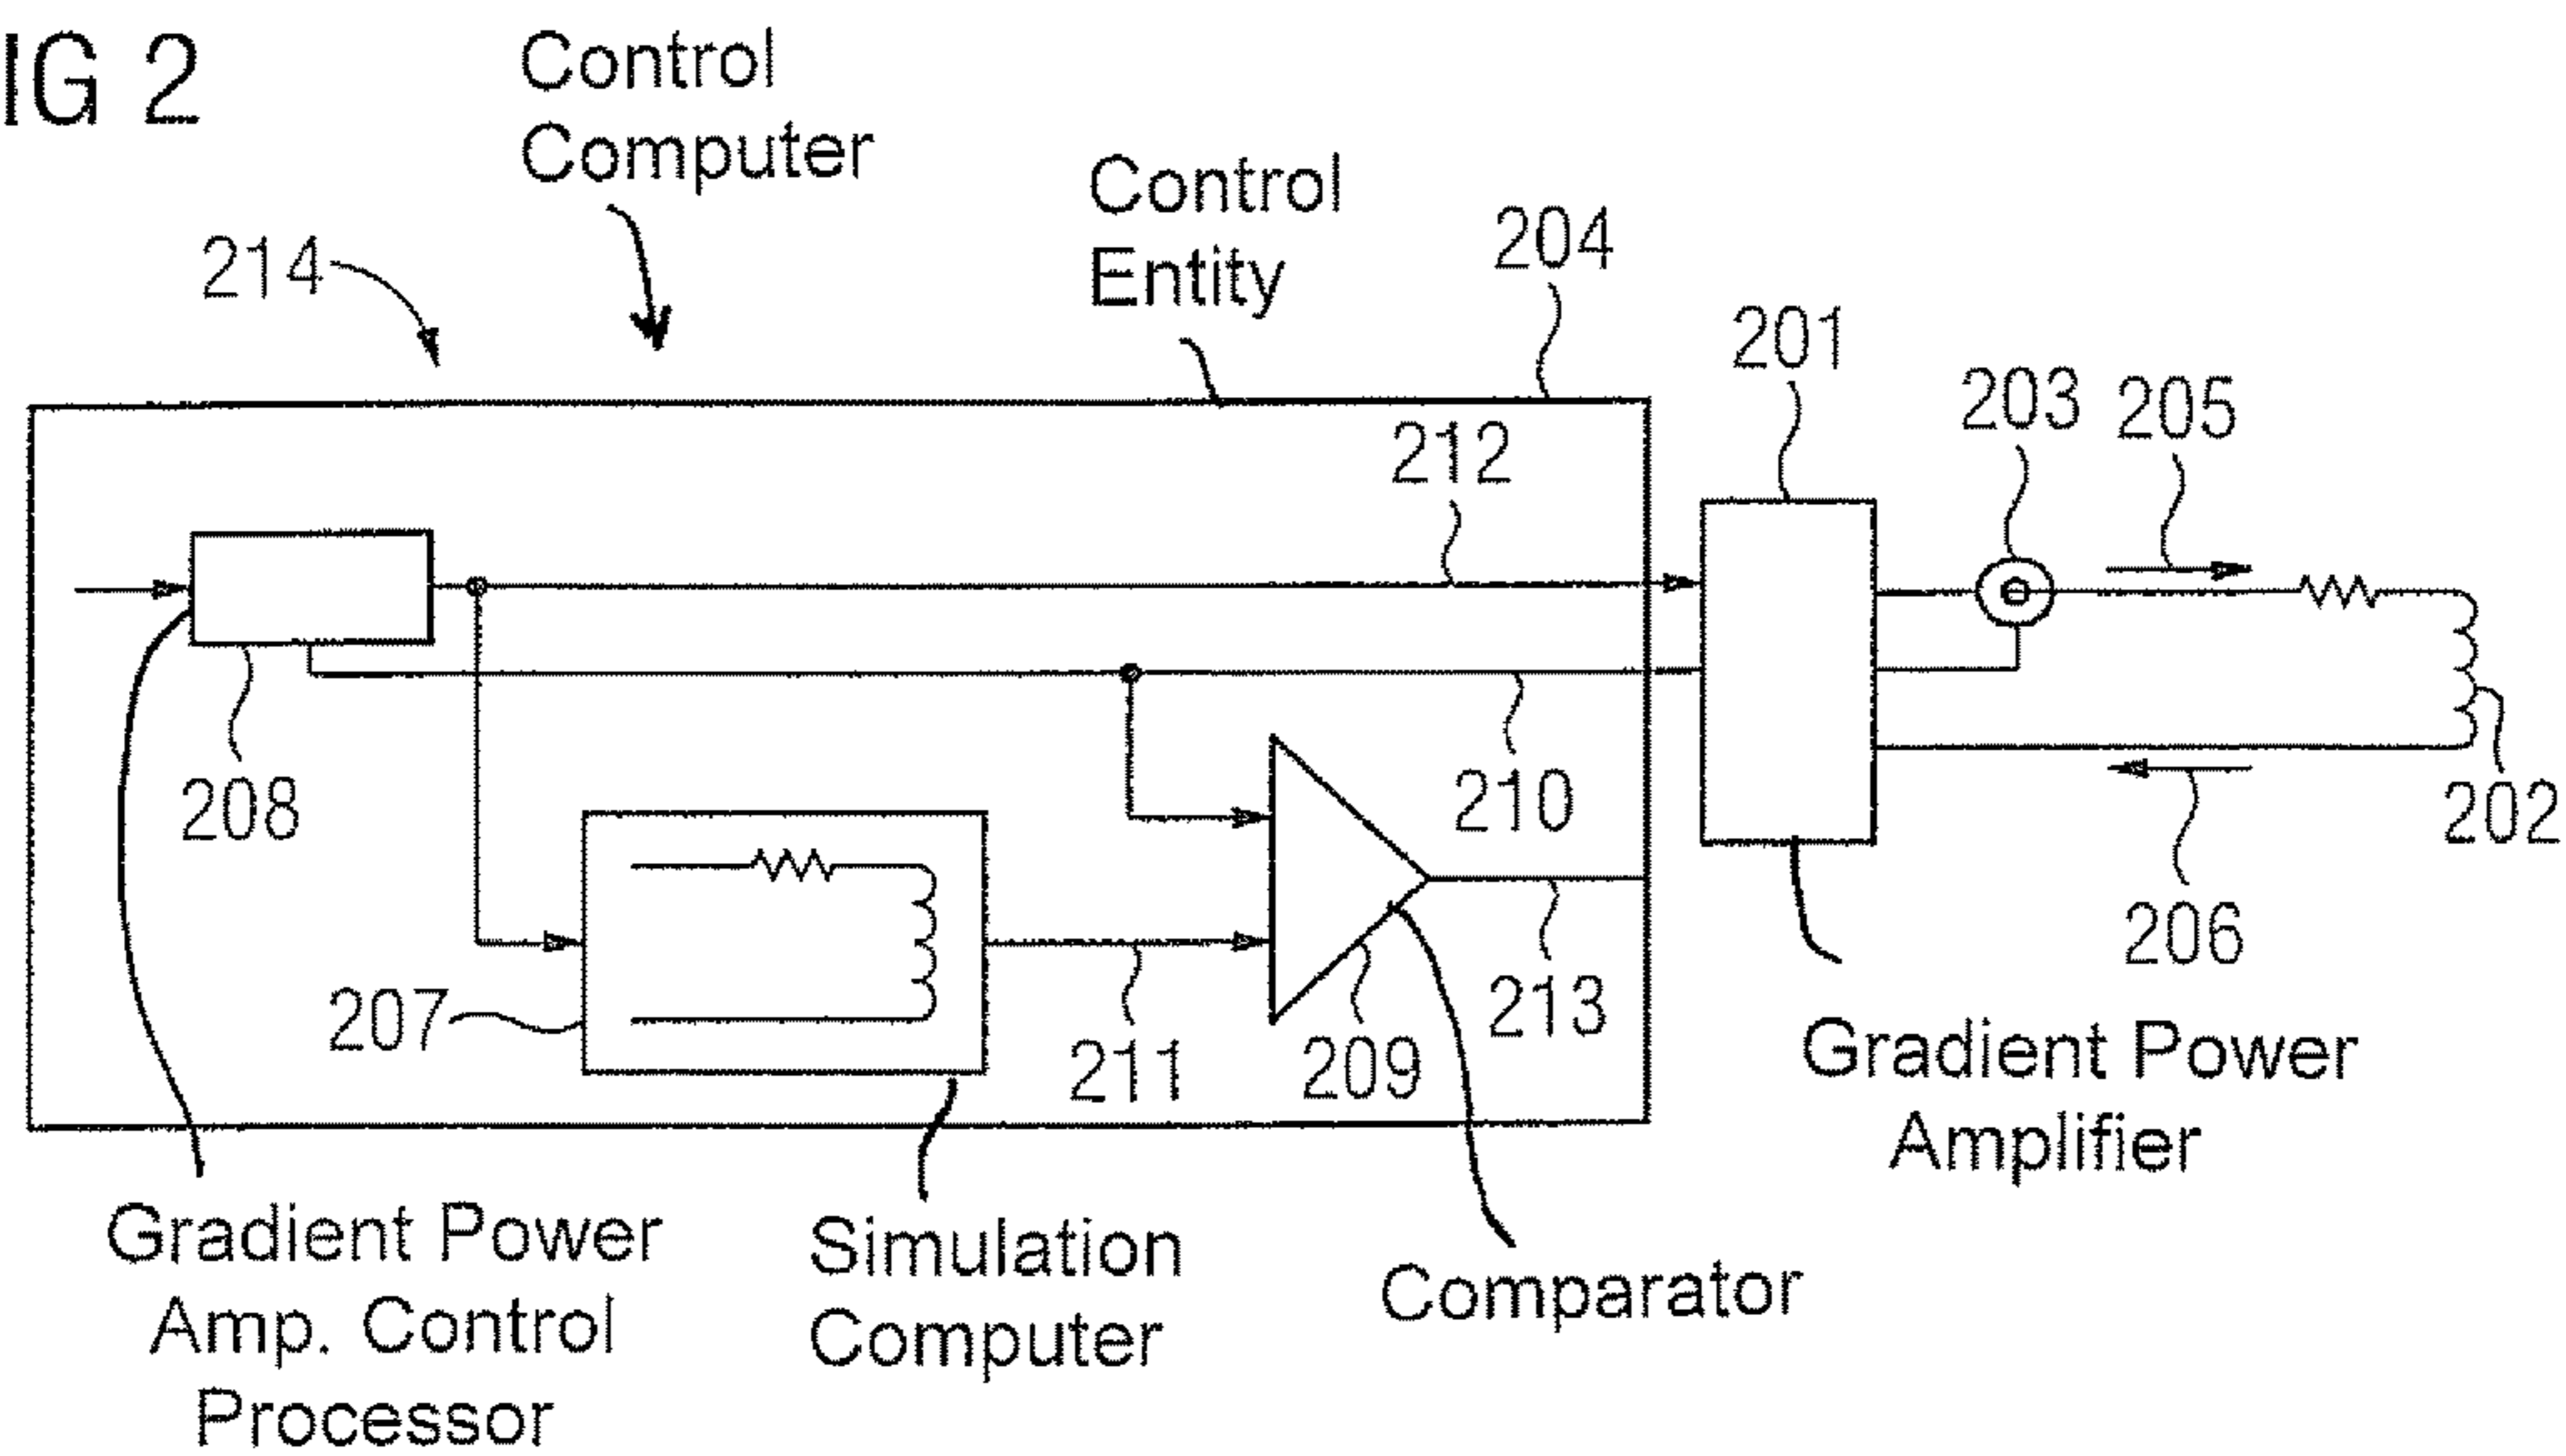 IG 2
Control
Computer
Control
Entity
214
204
201
203
205
212
208
210
202
206
207
211
209
213
Gradient Power
Amplifier
Gradient Power
Amp. Control
Processor
Simulation
Computer
Comparator